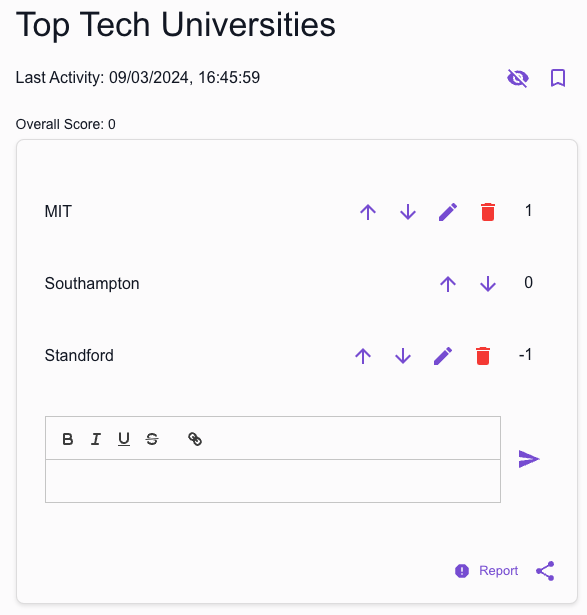 Top Tech Universities
Last Activity: 09/03/2024, 16:45:59
Overall Score: 0
MIT 1
Southampton 0
Standford -1
B I U S
Report